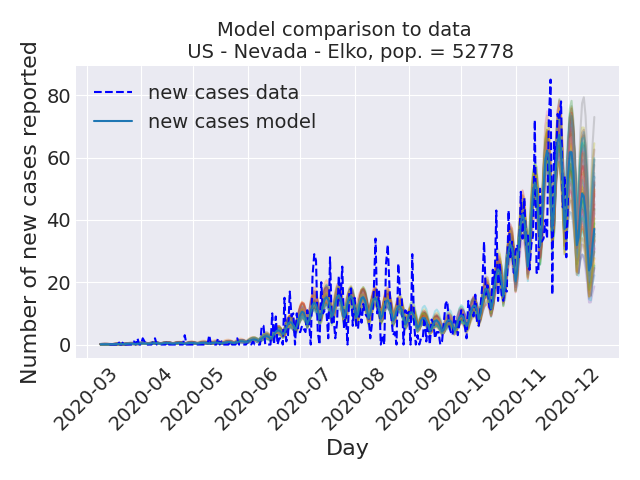 Model comparison to data
US - Nevada - Elko, pop. = 52778
new cases data
new cases model
Number of new cases reported
80
60
40
20
0
2020-03
2020-04
2020-05
2020-06
2020-07
2020-08
2020-09
2020-10
2020-11
2020-12
Day